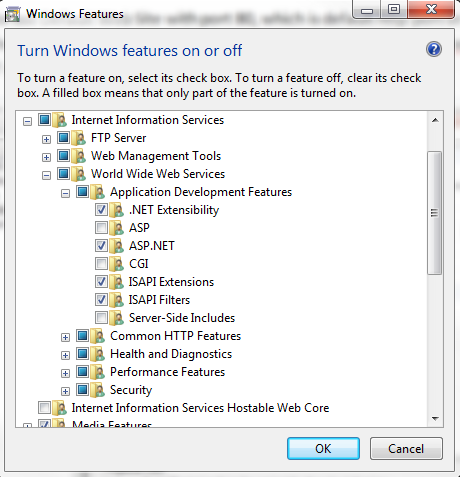 Windows Features
Turn Windows features on or off
To turn a feature on, select its check box. To turn a feature off, clear its check
box. A filled box means that only part of the feature is turned on.
Internet Information Services
FTP Server
Web Management Tools
World Wide Web Services
Application Development Features
.NET Extensibility
ASP
ASP.NET
CGI
ISAPI Extensions
ISAPI Filters
Server-Side Includes
Common HTTP Features
Health and Diagnostics
Performance Features
Security
Internet Information Services Hostable Web Core
Media Features
OK Cancel